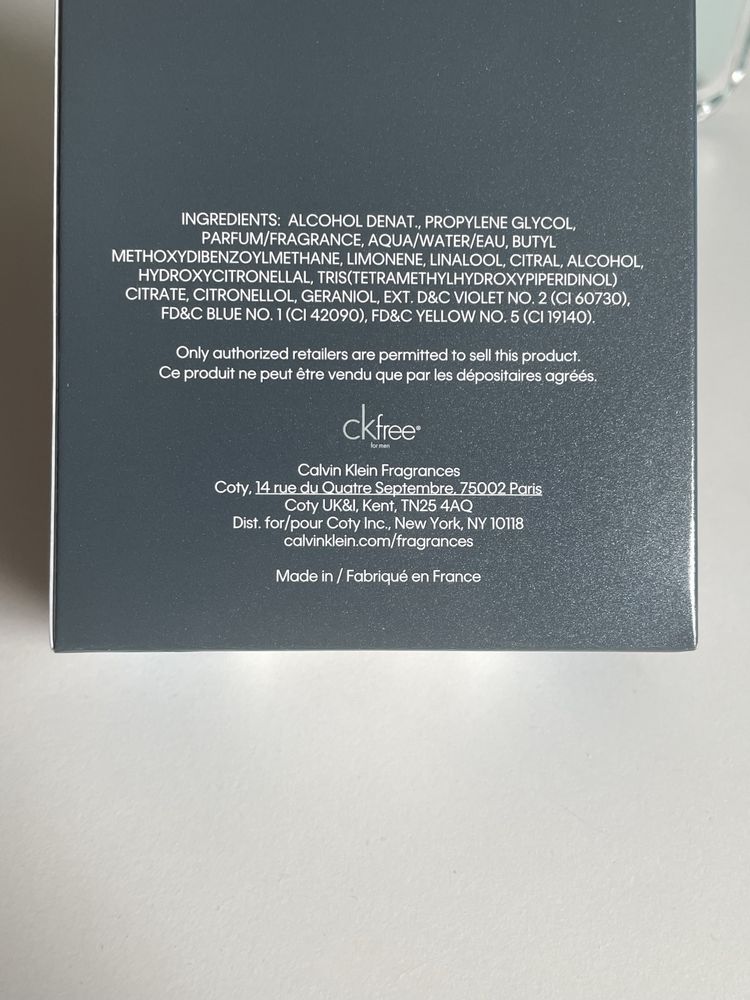 INGREDIENTS: ALCOHOL DENAT., PROPYLENE GLYCOL,
PARFUM/FRAGRANCE, AQUA/WATER/EAU, BUTYL
METHOXYDIBENZOYLMETHANE, LIMONENE, LINALOOL, CITRAL, ALCOHOL,
HYDROXYCITRONELLAL, TRIS(TETRAMETHYLHYDROXYPIPERIDINOL)
CITRATE, CITRONELLOL, GERANIOL, EXT. D&C VIOLET NO. 2 (CI 60730),
FD&C BLUE NO. 1 (CI 42090), FD&C YELLOW NO. 5 (CI 19140).
Only authorized retailers are permitted to sell this product.
Ce produit ne peut être vendu que par les dépositaires agréés.
ckfree®
for men
Calvin Klein Fragrances
Coty, 14 rue du Quatre Septembre, 75002 Paris
Coty UK&I, Kent, TN25 4AQ
Dist. for/pour Coty Inc., New York, NY 10118
calvinklein.com/fragrances
Made in / Fabriqué en France